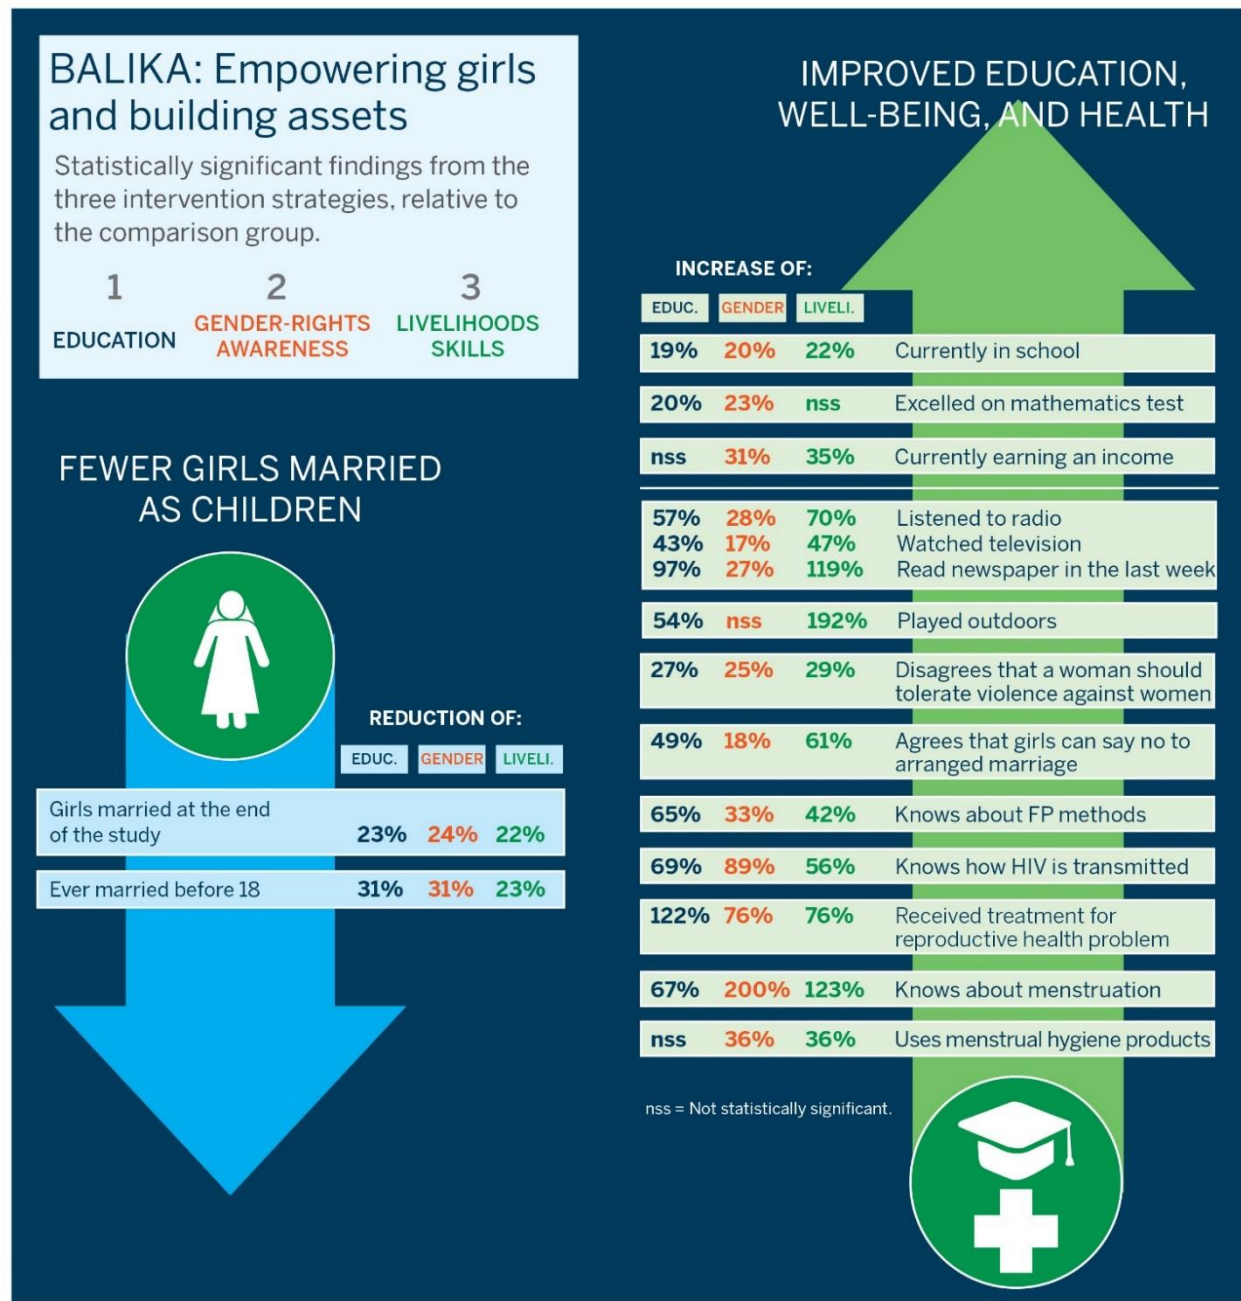 BALIKA: Empowering girls
and building assets
Statistically significant findings from the
three intervention strategies, relative to
the comparison group.
1 2 3
EDUCATION GENDER-RIGHTS AWARENESS LIVELIHOODS SKILLS
FEWER GIRLS MARRIED
AS CHILDREN
REDUCTION OF:
EDUC. GENDER LIVELI.
Girls married at the end
of the study 23% 24% 22%
Ever married before 18 31% 31% 23%
IMPROVED EDUCATION,
WELL-BEING, AND HEALTH
INCREASE OF:
EDUC. GENDER LIVELI.
19% 20% 22% Currently in school
20% 23% nss Excelled on mathematics test
nss 31% 35% Currently earning an income
57% 28% 70% Listened to radio
43% 17% 47% Watched television
97% 27% 119% Read newspaper in the last week
54% nss 192% Played outdoors
27% 25% 29% Disagrees that a woman should
tolerate violence against women
49% 18% 61% Agrees that girls can say no to
arranged marriage
65% 33% 42% Knows about FP methods
69% 89% 56% Knows how HIV is transmitted
122% 76% 76% Received treatment for
reproductive health problem
67% 200% 123% Knows about menstruation
nss 36% 36% Uses menstrual hygiene products
nss = Not statistically significant.